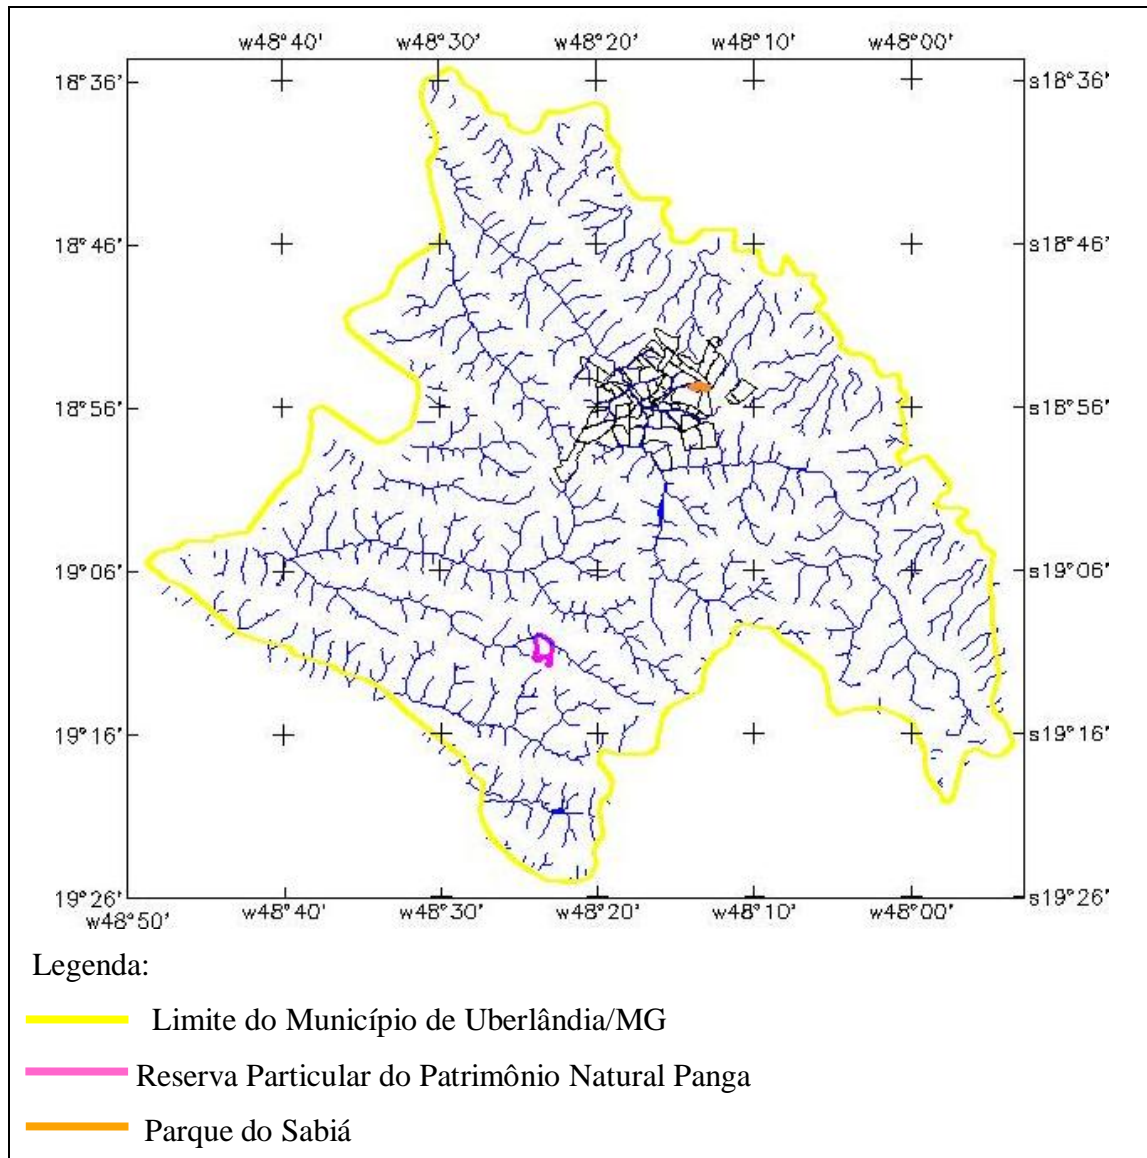 w48°40' w48°30' w48°20' w48°10' w48°00'
18°36' s18°36'
18°46' s18°46'
18°56' s18°56'
19°06' s19°06'
19°16' s19°16'
19°26' s19°26'
w48°50' w48°40' w48°30' w48°20' w48°10' w48°00'
Legenda:
Limite do Município de Uberlândia/MG
Reserva Particular do Patrimônio Natural Panga
Parque do Sabiá